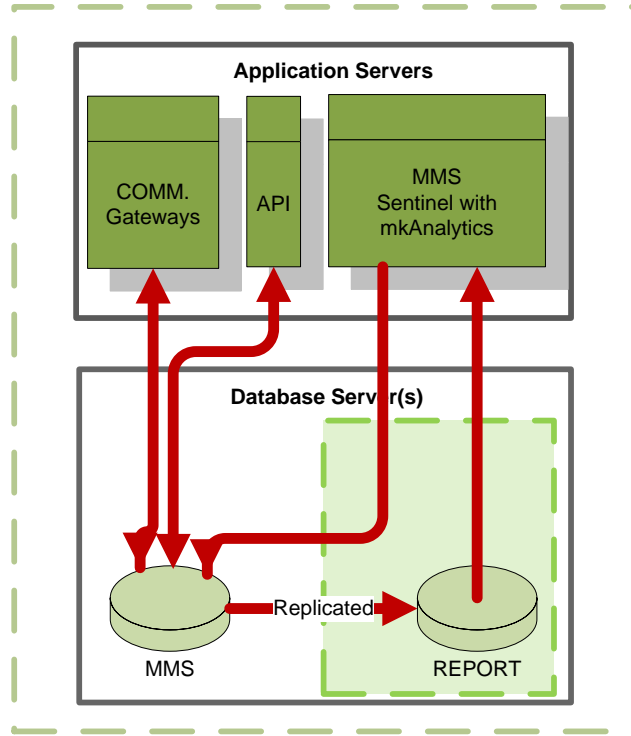 Application Servers
COMM.
Gateways
API
MMS
Sentinel with
mkAnalytics
Database Server(s)
Replicated
MMS
REPORT